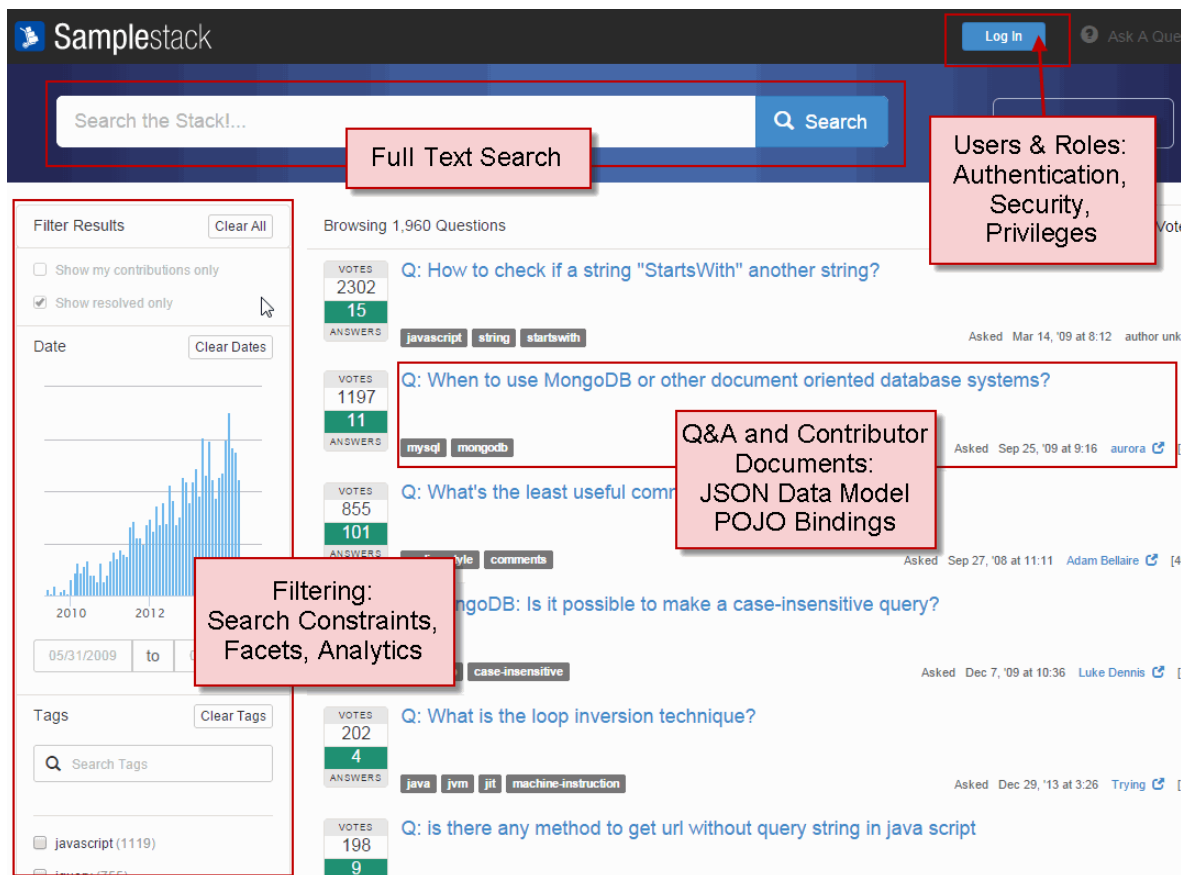 Samplestack
Log In
Ask A Que
Search the Stack!...
Search
Full Text Search
Users & Roles:
Authentication,
Security,
Privileges
Filter Results
Clear All
Show my contributions only
Show resolved only
Date
Clear Dates
2010
2012
05/31/2009
to
Filtering:
Search Constraints,
Facets, Analytics
Tags
Clear Tags
Search Tags
javascript (1119)
Browsing 1,960 Questions
Vote
VOTES
2302
15
ANSWERS
Q: How to check if a string "StartsWith" another string?
javascript string startswith
Asked Mar 14, '09 at 8:12 author unk
VOTES
1197
11
ANSWERS
Q: When to use MongoDB or other document oriented database systems?
mysql mongodb
Asked Sep 25, '09 at 9:16 aurora
Q&A and Contributor
Documents:
JSON Data Model
POJO Bindings
VOTES
855
101
ANSWERS
Q: What's the least useful comm
comments
Asked Sep 27, '08 at 11:11 Adam Bellaire [4
ngoDB: Is it possible to make a case-insensitive query?
case-insensitive
Asked Dec 7, '09 at 10:36 Luke Dennis
VOTES
202
4
ANSWERS
Q: What is the loop inversion technique?
java jvm jit machine-instruction
Asked Dec 29, '13 at 3:26 Trying
VOTES
198
9
Q: is there any method to get url without query string in java script